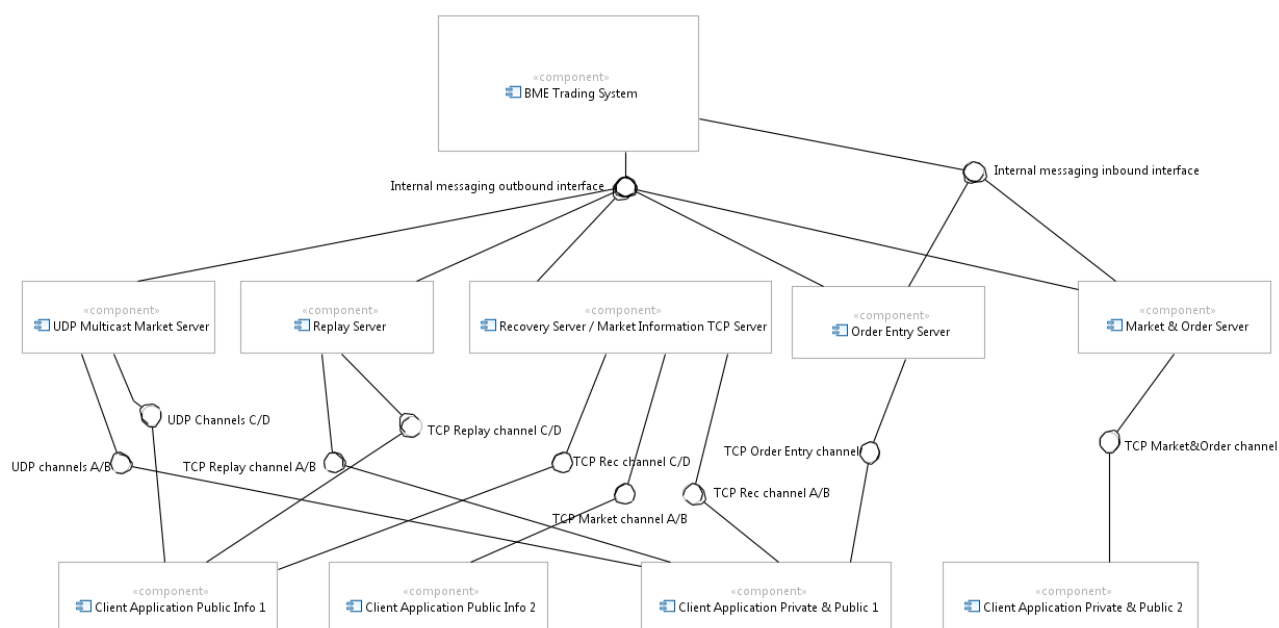 «component»
BME Trading System
Internal messaging outbound interface
Internal messaging inbound interface
«component»
UDP Multicast Market Server
«component»
Replay Server
«component»
Recovery Server / Market Information TCP Server
«component»
Order Entry Server
«component»
Market & Order Server
UDP Channels C/D
TCP Replay channel C/D
TCP Order Entry channel
TCP Market&Order channel
UDP channels A/B
TCP Replay channel A/B
TCP Rec channel C/D
TCP Rec channel A/B
TCP Market channel A/B
«component»
Client Application Public Info 1
«component»
Client Application Public Info 2
«component»
Client Application Private & Public 1
«component»
Client Application Private & Public 2